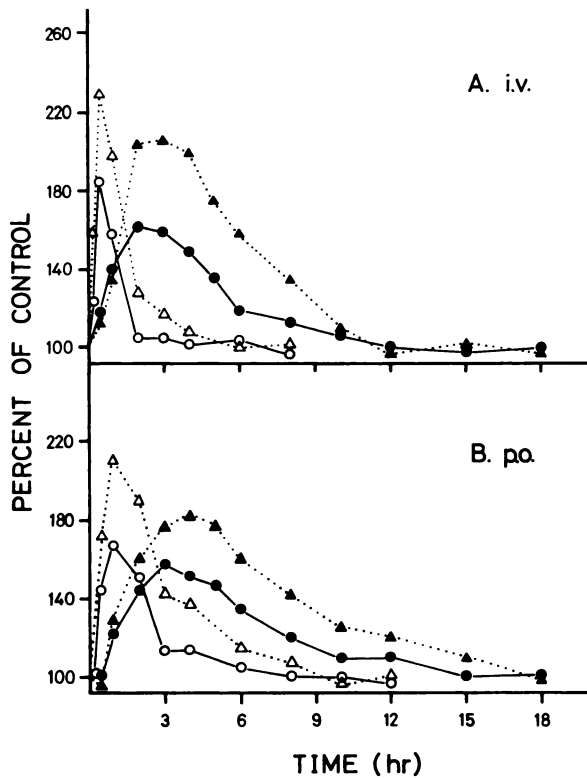 260
220
180
140
100
A. i.v.
PERCENT OF CONTROL
220
180
140
100
B. p.o.
3 6 9 12 15 18
TIME (hr)